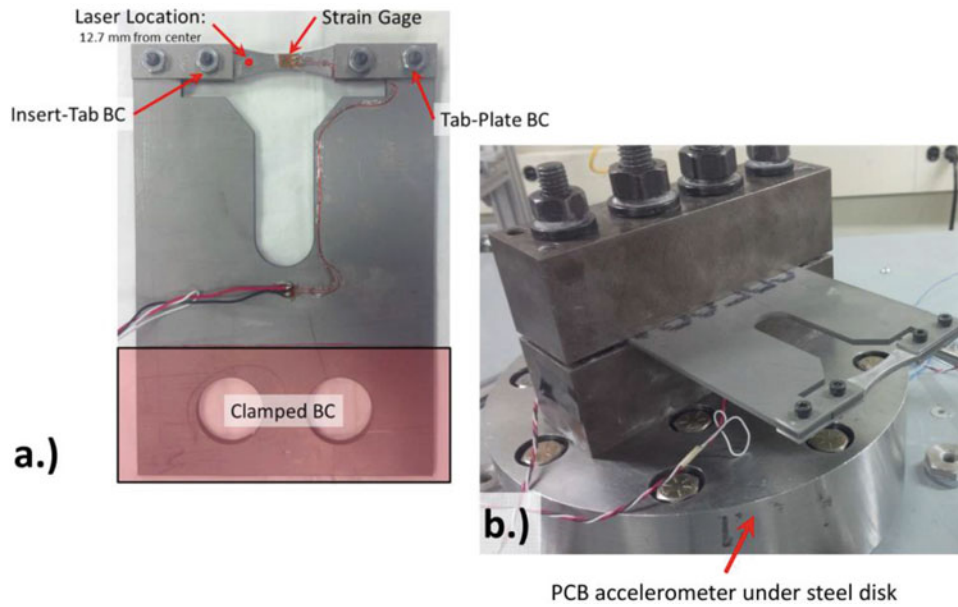 Laser Location:
12.7 mm from center
Strain Gage
Insert-Tab BC
Tab-Plate BC
Clamped BC
a.)
b.)
PCB accelerometer under steel disk